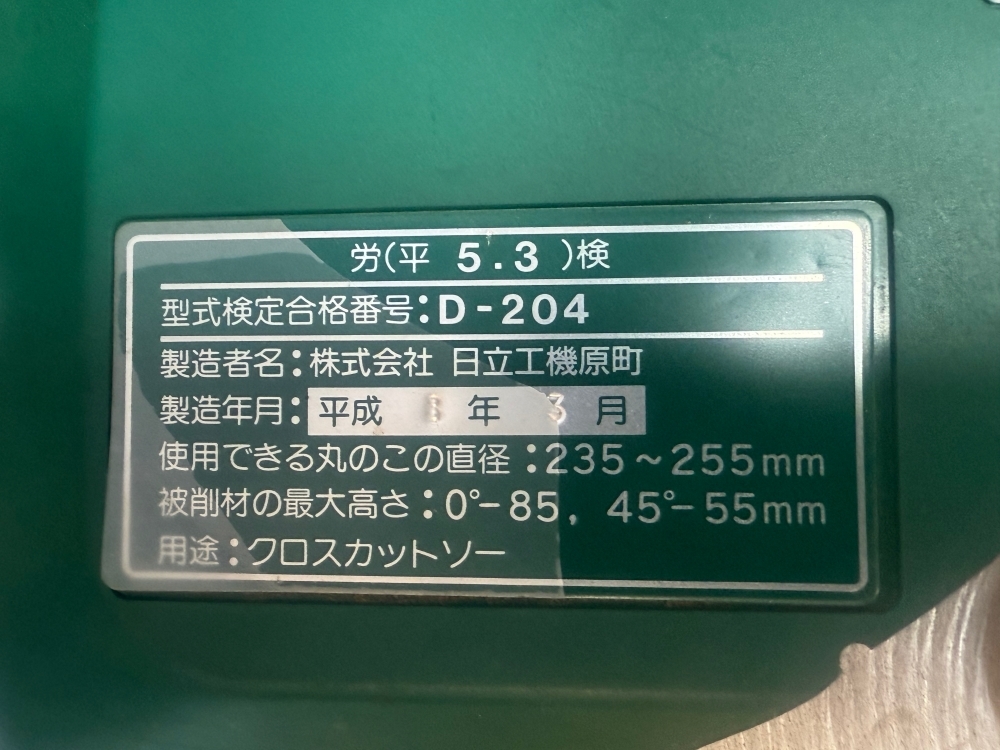 労(平 5.3 )検
型式検定合格番号:D-204
製造者名:株式会社 日立工機原町
製造年月:平成 年 月
使用できる丸のこの直径:235~255mm
被削材の最大高さ:0°-85, 45°-55mm
用途:クロスカットソー